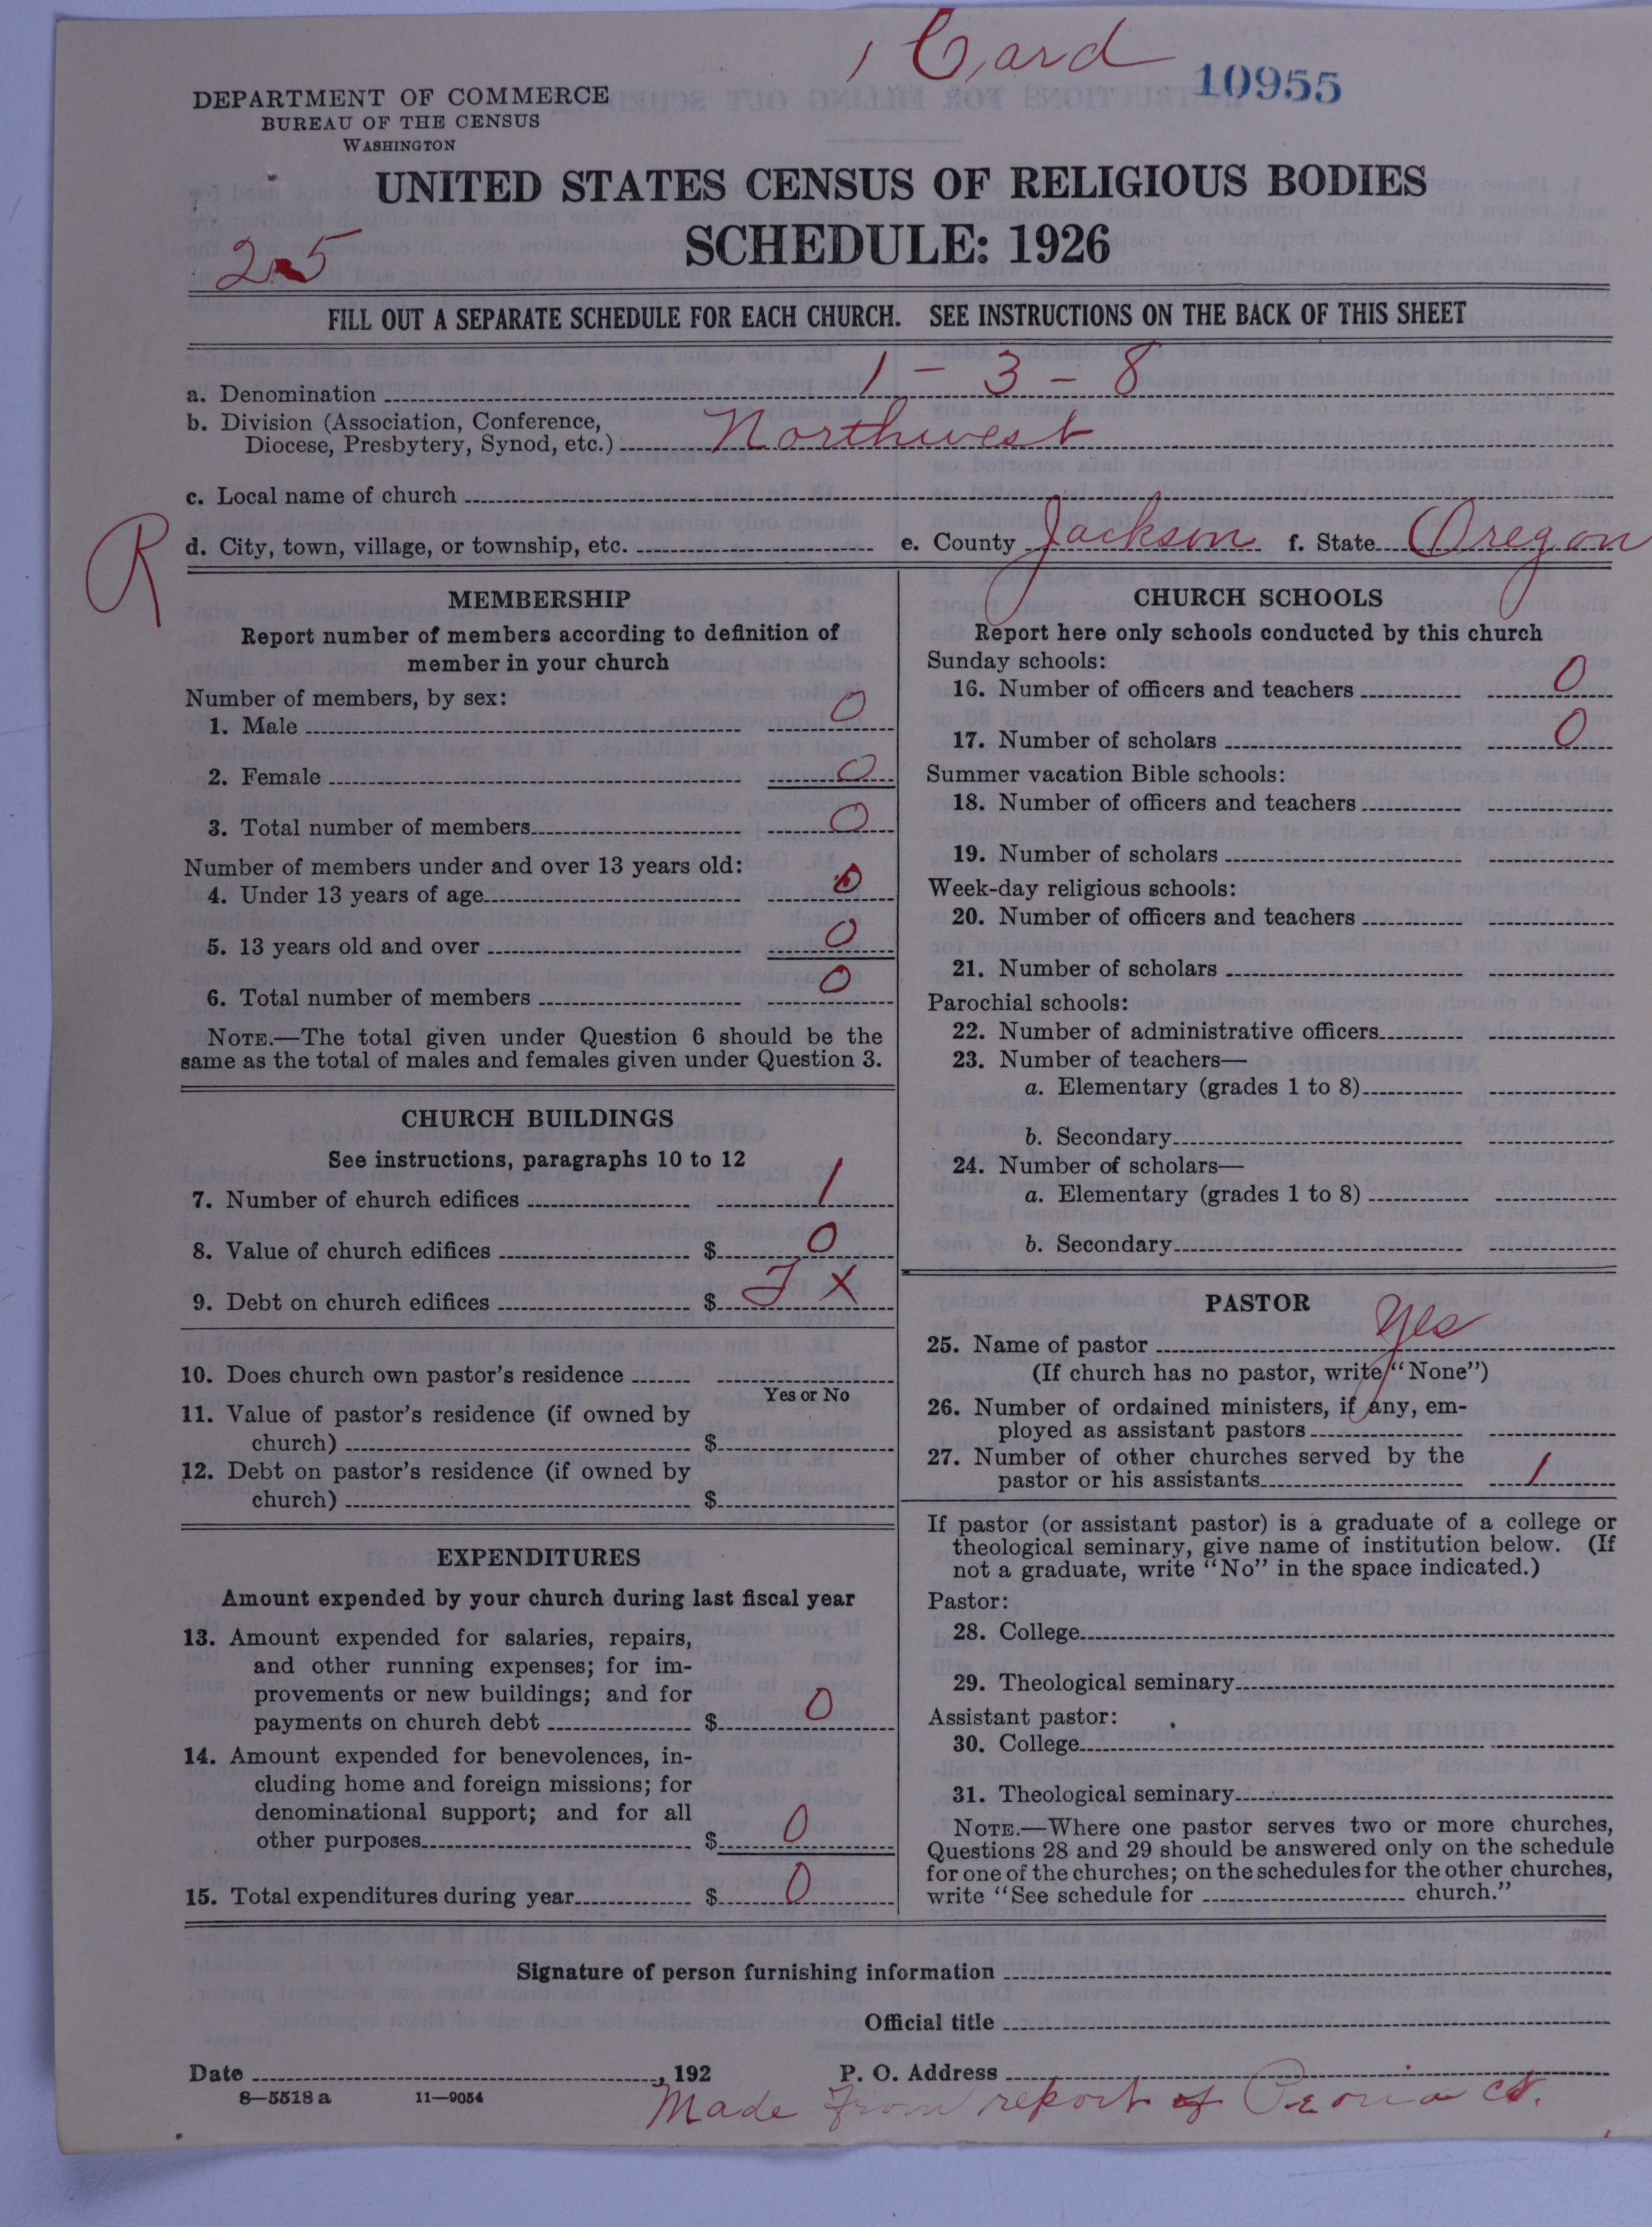 1 Card
10955
DEPARTMENT OF COMMERCE
BUREAU OF THE CENSUS
WASHINGTON
UNITED STATES CENSUS OF RELIGIOUS BODIES
SCHEDULE: 1926
25
FILL OUT A SEPARATE SCHEDULE FOR EACH CHURCH. SEE INSTRUCTIONS ON THE BACK OF THIS SHEET
a. Denomination 1 - 3 - 8
b. Division (Association, Conference,
Diocese, Presbytery, Synod, etc.) Northwest
c. Local name of church
R
d. City, town, village, or township, etc. e. County Jackson f. State Oregon
MEMBERSHIP
Report number of members according to definition of
member in your church
Number of members, by sex:
1. Male 0
2. Female 0
3. Total number of members 0
Number of members under and over 13 years old:
4. Under 13 years of age 0
5. 13 years old and over 0
6. Total number of members 0
NOTE.—The total given under Question 6 should be the
same as the total of males and females given under Question 3.
CHURCH BUILDINGS
See instructions, paragraphs 10 to 12
7. Number of church edifices 1
8. Value of church edifices $ 0
9. Debt on church edifices $ X
10. Does church own pastor's residence
Yes or No
11. Value of pastor's residence (if owned by
church) $
12. Debt on pastor's residence (if owned by
church) $
EXPENDITURES
Amount expended by your church during last fiscal year
13. Amount expended for salaries, repairs,
and other running expenses; for im-
provements or new buildings; and for
payments on church debt $ 0
14. Amount expended for benevolences, in-
cluding home and foreign missions; for
denominational support; and for all
other purposes $ 0
15. Total expenditures during year $ 0
CHURCH SCHOOLS
Report here only schools conducted by this church
Sunday schools:
16. Number of officers and teachers 0
17. Number of scholars 0
Summer vacation Bible schools:
18. Number of officers and teachers
19. Number of scholars
Week-day religious schools:
20. Number of officers and teachers
21. Number of scholars
Parochial schools:
22. Number of administrative officers
23. Number of teachers—
a. Elementary (grades 1 to 8)
b. Secondary
24. Number of scholars—
a. Elementary (grades 1 to 8)
b. Secondary
PASTOR
25. Name of pastor Yes
(If church has no pastor, write "None")
26. Number of ordained ministers, if any, em-
ployed as assistant pastors
27. Number of other churches served by the
pastor or his assistants 1
If pastor (or assistant pastor) is a graduate of a college or
theological seminary, give name of institution below. (If
not a graduate, write "No" in the space indicated.)
Pastor:
28. College
29. Theological seminary
Assistant pastor:
30. College
31. Theological seminary
NOTE.—Where one pastor serves two or more churches,
Questions 28 and 29 should be answered only on the schedule
for one of the churches; on the schedules for the other churches,
write "See schedule for church."
Signature of person furnishing information
Official title
Date , 192 P. O. Address
8—5518 a 11—9054
Made from report of Peoria